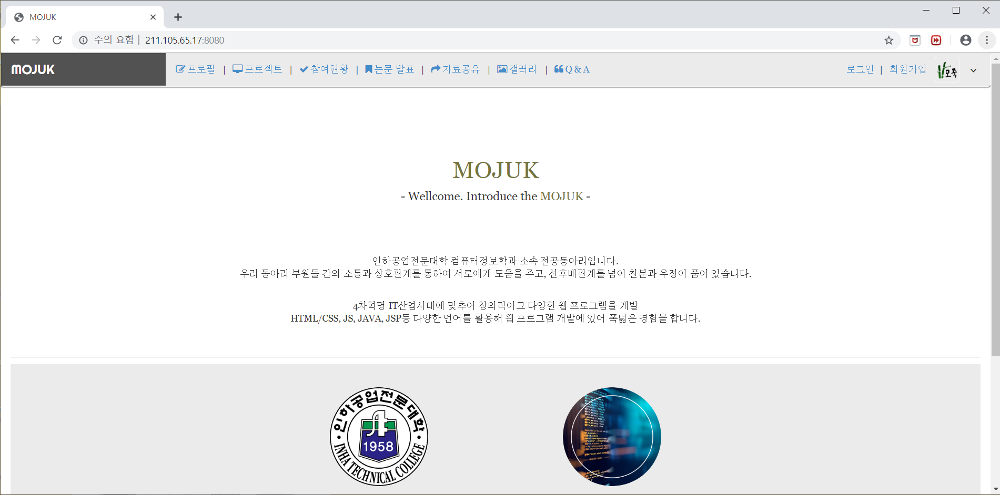 MOJUK
주의 요함 | 211.105.65.17:8080
MOJUK 프로필 | 프로젝트 | 참여현황 | 논문 발표 | 자료공유 | 갤러리 | Q & A 로그인 | 회원가입 모죽
MOJUK
- Wellcome. Introduce the MOJUK -
인하공업전문대학 컴퓨터정보학과 소속 전공동아리입니다.
우리 동아리 부원들 간의 소통과 상호관계를 통하여 서로에게 도움을 주고, 선후배관계를 넘어 친분과 우정이 품어 있습니다.
4차혁명 IT산업시대에 맞추어 창의적이고 다양한 웹 프로그램을 개발
HTML/CSS, JS, JAVA, JSP등 다양한 언어를 활용해 웹 프로그램 개발에 있어 폭넓은 경험을 합니다.
인하공업전문대학
1958
INHA TECHNICAL COLLEGE